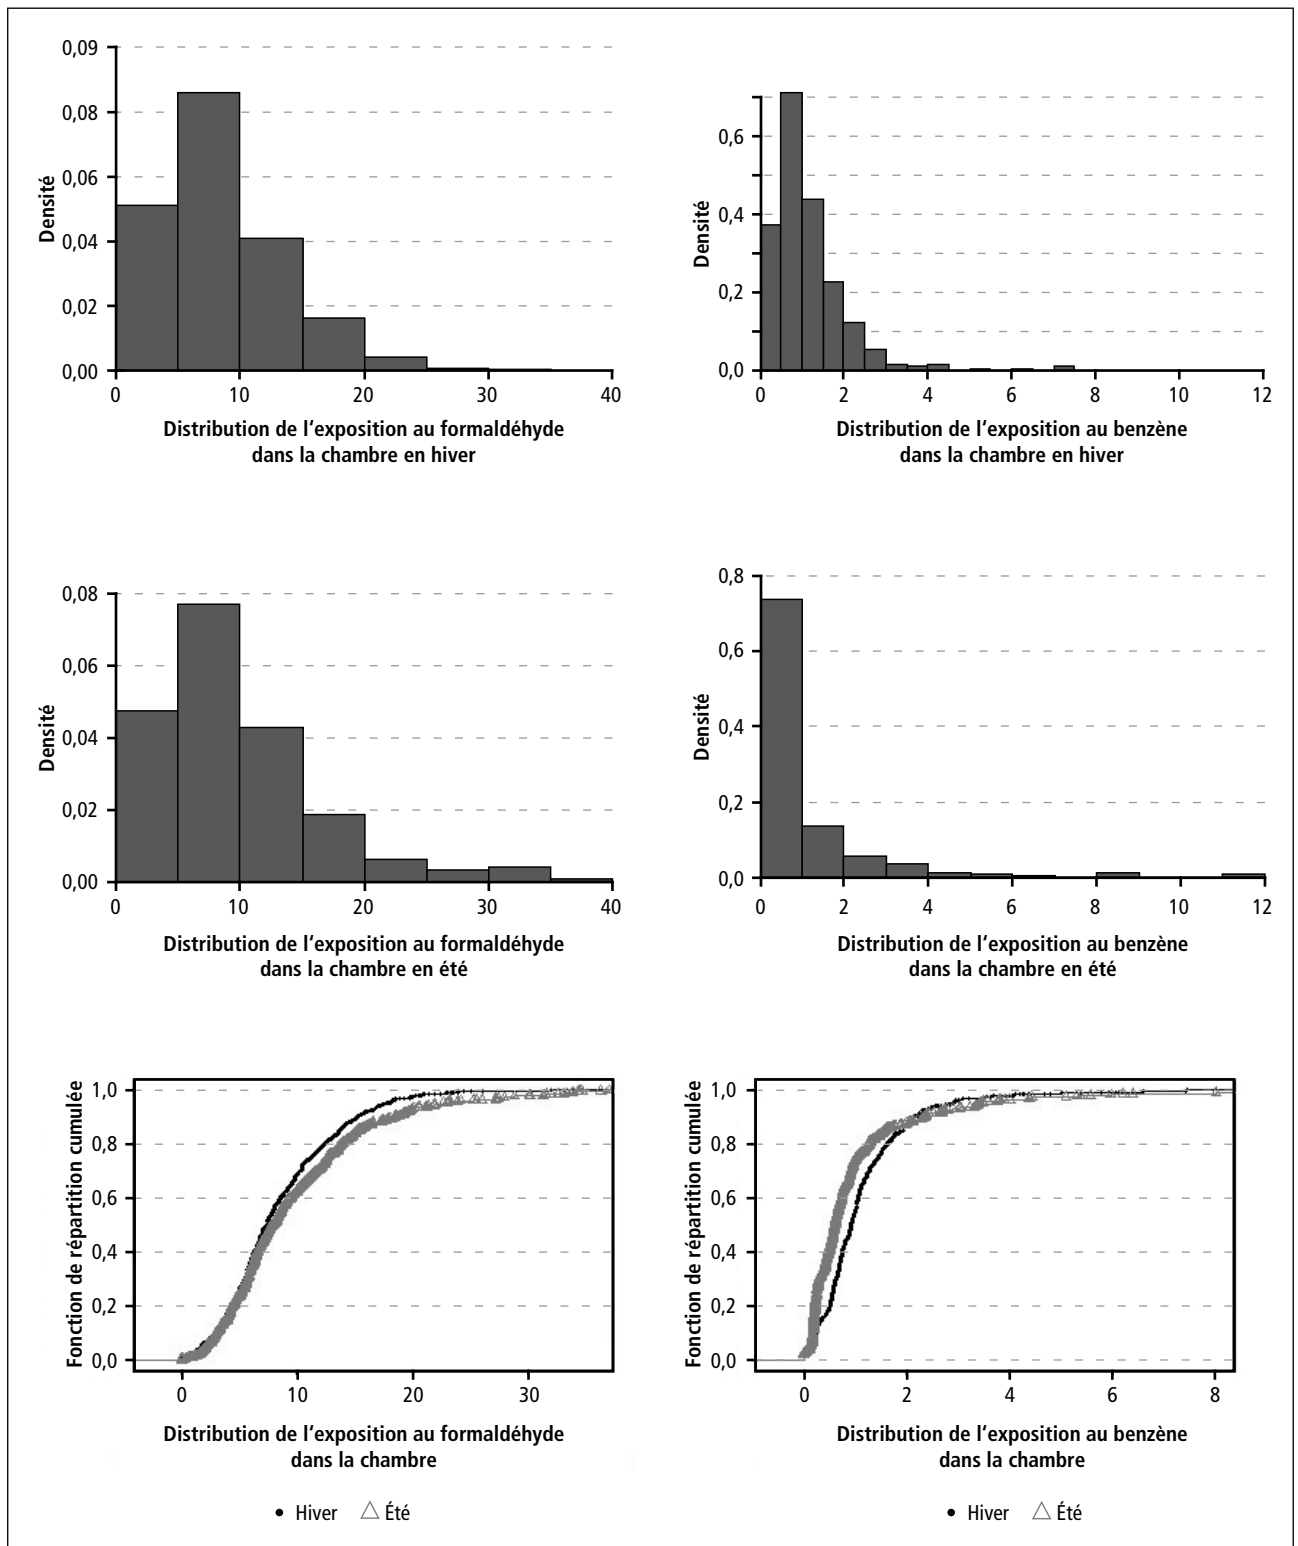 0,09
0,08
0,06
0,04
0,02
0,00
Densité
0 10 20 30 40
Distribution de l'exposition au formaldéhyde
dans la chambre en hiver
0,6
0,4
0,2
0,0
Densité
0 2 4 6 8 10 12
Distribution de l'exposition au benzène
dans la chambre en hiver
0,08
0,06
0,04
0,02
0,00
Densité
0 10 20 30 40
Distribution de l'exposition au formaldéhyde
dans la chambre en été
0,8
0,6
0,4
0,2
0,0
Densité
0 2 4 6 8 10 12
Distribution de l'exposition au benzène
dans la chambre en été
1,0
0,8
0,6
0,4
0,2
0,0
Fonction de répartition cumulée
0 10 20 30
Distribution de l'exposition au formaldéhyde
dans la chambre
Hiver Été
1,0
0,8
0,6
0,4
0,2
0,0
Fonction de répartition cumulée
0 2 4 6 8
Distribution de l'exposition au benzène
dans la chambre
Hiver Été